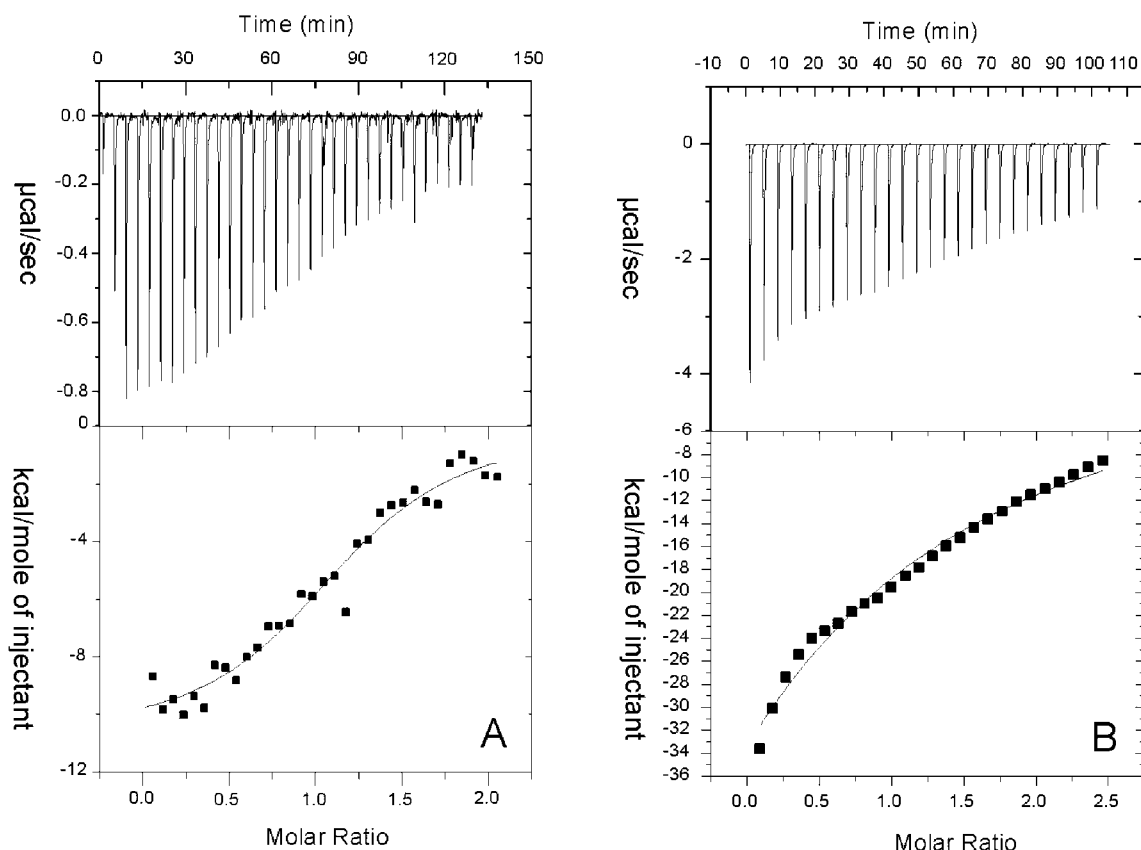 Time (min)
0 30 60 90 120 150
0.0
-0.2
-0.4
-0.6
-0.8
0
µcal/sec
-4
-8
-12
kcal/mole of injectant
A
0.0 0.5 1.0 1.5 2.0
Molar Ratio
Time (min)
-10 0 10 20 30 40 50 60 70 80 90 100 110
0
-2
-4
-6
µcal/sec
-8
-10
-12
-14
-16
-18
-20
-22
-24
-26
-28
-30
-32
-34
-36
kcal/mole of injectant
B
0.0 0.5 1.0 1.5 2.0 2.5
Molar Ratio